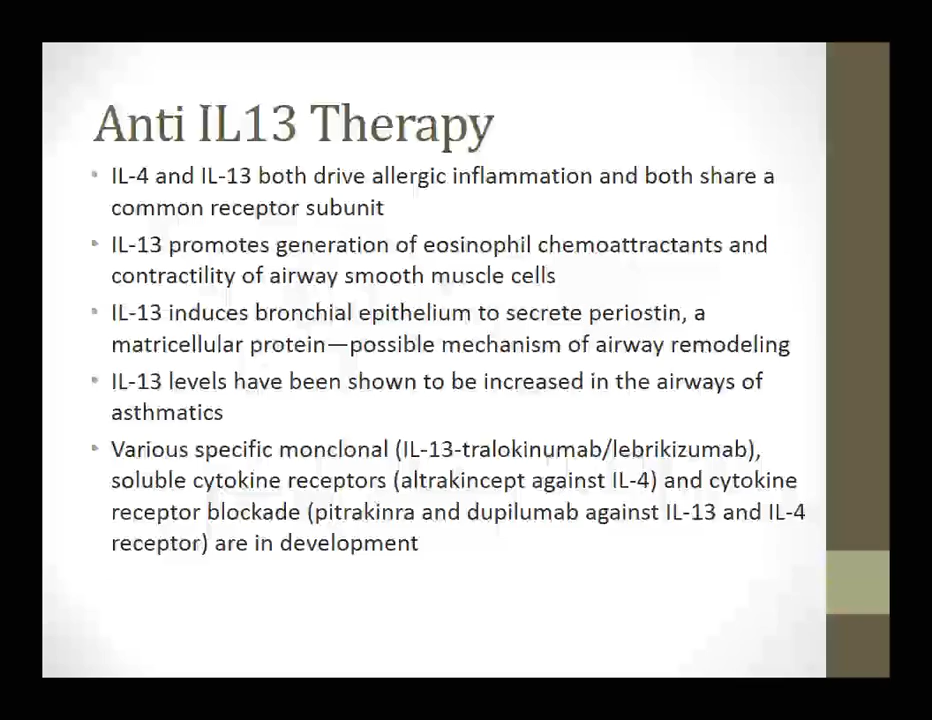 Anti IL13 Therapy
• IL-4 and IL-13 both drive allergic inflammation and both share a
common receptor subunit
• IL-13 promotes generation of eosinophil chemoattractants and
contractility of airway smooth muscle cells
• IL-13 induces bronchial epithelium to secrete periostin, a
matricellular protein—possible mechanism of airway remodeling
• IL-13 levels have been shown to be increased in the airways of
asthmatics
• Various specific monclonal (IL-13-tralokinumab/lebrikizumab),
soluble cytokine receptors (altrakincept against IL-4) and cytokine
receptor blockade (pitrakinra and dupilumab against IL-13 and IL-4
receptor) are in development